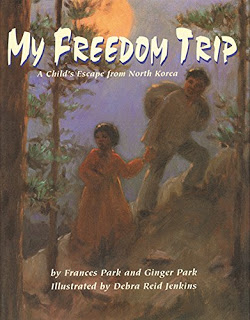 MY FREEDOM TRIP
A Child's Escape from North Korea
by Frances Park and Ginger Park
Illustrated by Debra Reid Jenkins